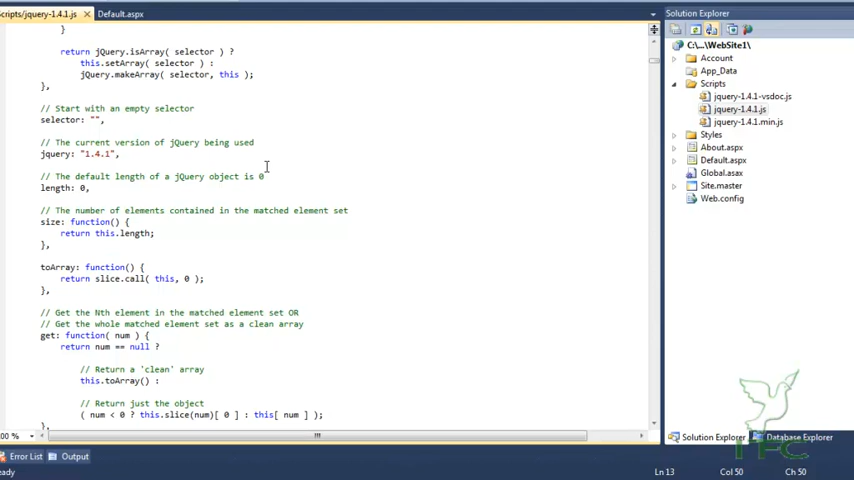 Scripts/jquery-1.4.1.js
Default.aspx
}
return jQuery.isArray( selector ) ?
this.setArray( selector ) :
jQuery.makeArray( selector, this );
},
// Start with an empty selector
selector: "",
// The current version of jQuery being used
jquery: "1.4.1",
// The default length of a jQuery object is 0
length: 0,
// The number of elements contained in the matched element set
size: function() {
return this.length;
},
toArray: function() {
return slice.call( this, 0 );
},
// Get the Nth element in the matched element set OR
// Get the whole matched element set as a clean array
get: function( num ) {
return num == null ?
// Return a 'clean' array
this.toArray() :
// Return just the object
( num < 0 ? this.slice(num)[ 0 ] : this[ num ] );
},
00 %
Error List
Output
eady
Ln 13
Col 50
Ch 50
Solution Explorer
C:\...\WebSite1\
Account
App_Data
Scripts
jquery-1.4.1-vsdoc.js
jquery-1.4.1.js
jquery-1.4.1.min.js
Styles
About.aspx
Default.aspx
Global.asax
Site.master
Web.config
Solution Explorer
Database Explorer